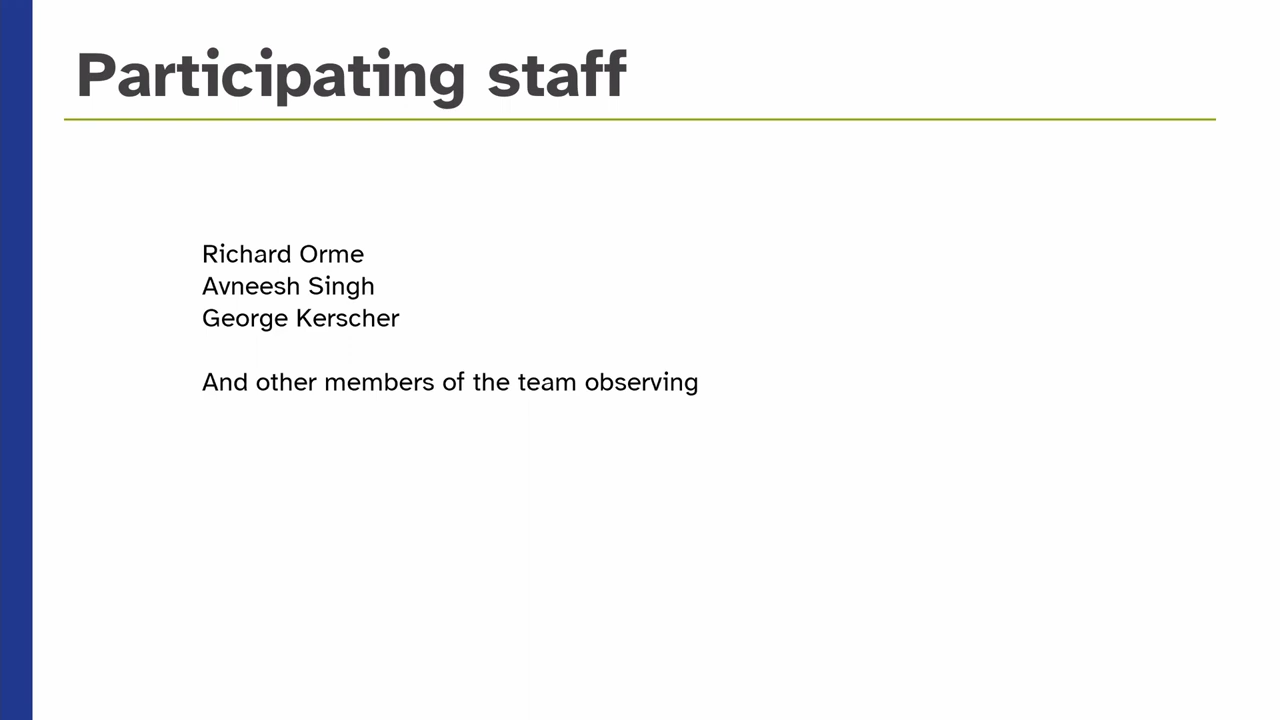 Participating staff
Richard Orme
Avneesh Singh
George Kerscher
And other members of the team observing